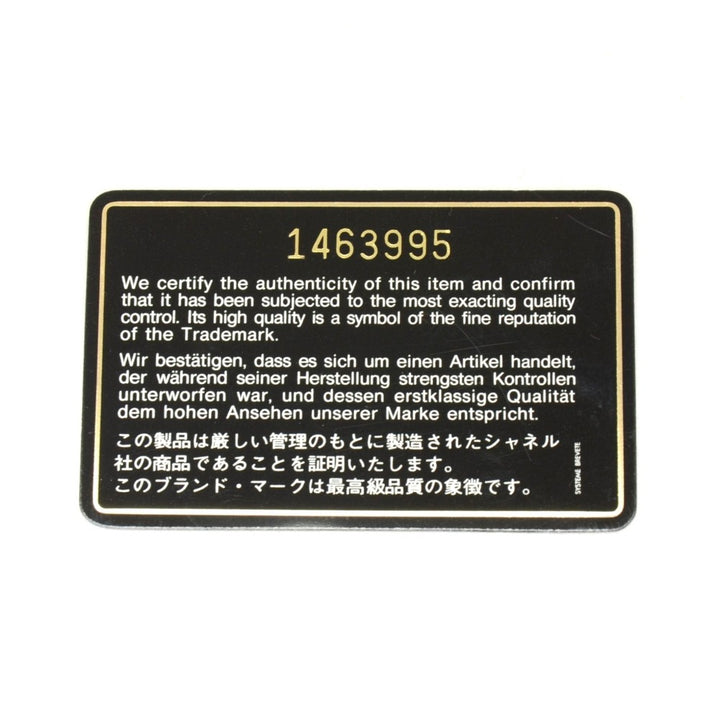 1463995
We certify the authenticity of this item and confirm
that it has been subjected to the most exacting quality
control. Its high quality is a symbol of the fine reputation
of the Trademark.
Wir bestätigen, dass es sich um einen Artikel handelt,
der während seiner Herstellung strengsten Kontrollen
unterworfen war, und dessen erstklassige Qualität
dem hohen Ansehen unserer Marke entspricht.
この製品は厳しい管理のもとに製造されたシャネル
社の商品であることを証明いたします。
このブランド・マークは最高級品質の象徴です。
SYSTEME BREVETE